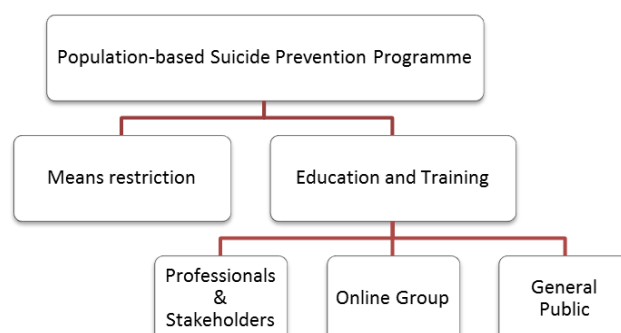 Population-based Suicide Prevention Programme
Means restriction
Education and Training
Professionals
&
Stakeholders
Online Group
General
Public